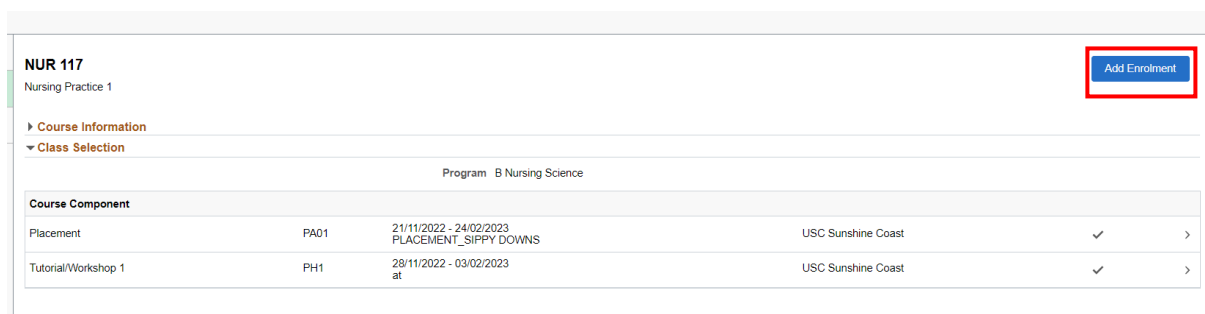 NUR 117
Add Enrolment
Nursing Practice 1
Course Information
Class Selection
Program B Nursing Science
Course Component
Placement PA01 21/11/2022 - 24/02/2023 USC Sunshine Coast
PLACEMENT_SIPPY DOWNS
Tutorial/Workshop 1 PH1 28/11/2022 - 03/02/2023 USC Sunshine Coast
at